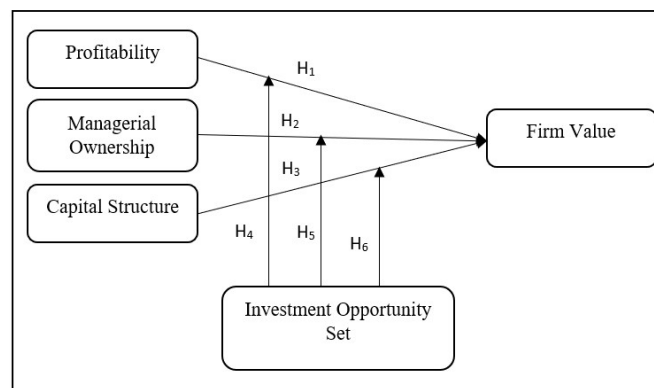 Profitability
H₁
Managerial
Ownership
H₂
Firm Value
H₃
Capital Structure
H₄
H₅
H₆
Investment Opportunity
Set